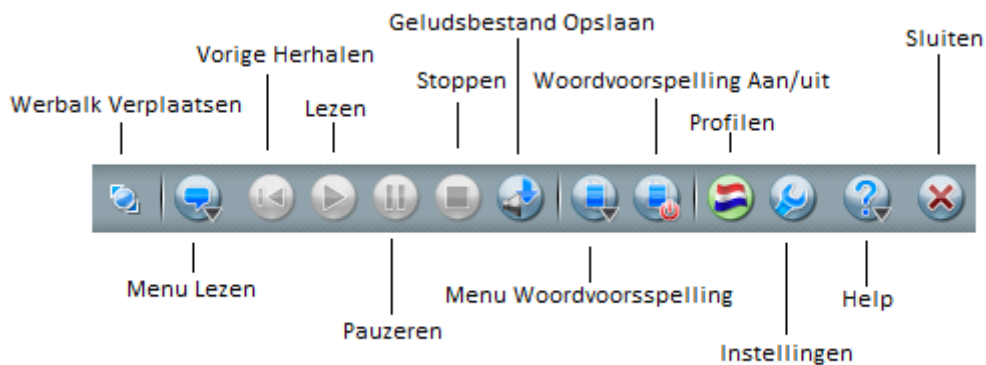 Geludsbestand Opslaan
Sluiten
Vorige Herhalen
Stoppen
Woordvoorspelling Aan/uit
Werbalk Verplaatsen
Lezen
Profilen
Menu Lezen
Menu Woordvoorsspelling
Help
Pauzeren
Instellingen